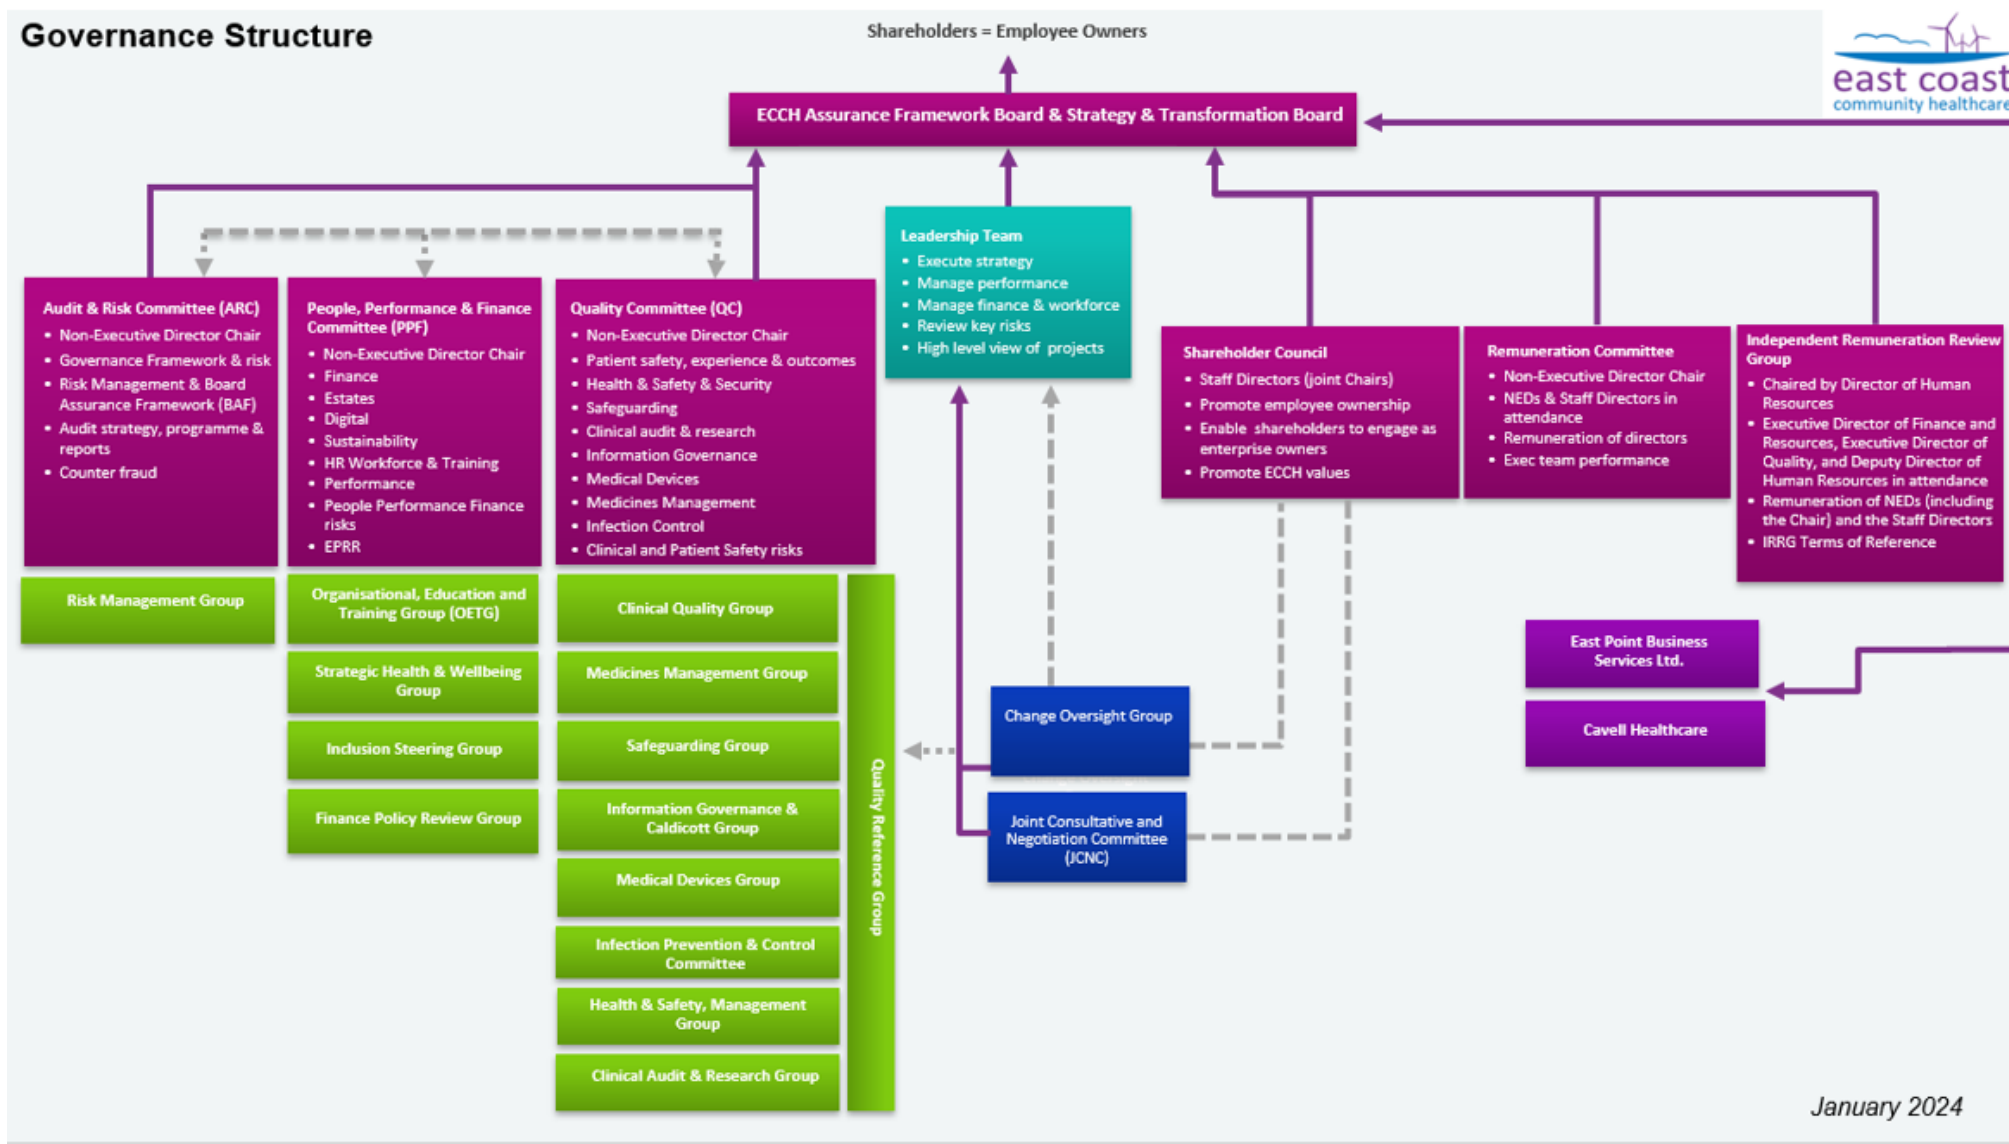 Governance Structure
Shareholders = Employee Owners
east coast
community healthcare
ECCH Assurance Framework Board & Strategy & Transformation Board
Leadership Team
• Execute strategy
• Manage performance
• Manage finance & workforce
• Review key risks
• High level view of projects
Audit & Risk Committee (ARC)
• Non-Executive Director Chair
• Governance Framework & risk
• Risk Management & Board
Assurance Framework (BAF)
• Audit strategy, programme &
reports
• Counter fraud
People, Performance & Finance
Committee (PPF)
• Non-Executive Director Chair
• Finance
• Estates
• Digital
• Sustainability
• HR Workforce & Training
• Performance
• People Performance Finance
risks
• EPRR
Quality Committee (QC)
• Non-Executive Director Chair
• Patient safety, experience & outcomes
• Health & Safety & Security
• Safeguarding
• Clinical audit & research
• Information Governance
• Medical Devices
• Medicines Management
• Infection Control
• Clinical and Patient Safety risks
Shareholder Council
• Staff Directors (joint Chairs)
• Promote employee ownership
• Enable shareholders to engage as
enterprise owners
• Promote ECCH values
Remuneration Committee
• Non-Executive Director Chair
• NEDs & Staff Directors in
attendance
• Remuneration of directors
• Exec team performance
Independent Remuneration Review
Group
• Chaired by Director of Human
Resources
• Executive Director of Finance and
Resources, Executive Director of
Quality, and Deputy Director of
Human Resources in attendance
• Remuneration of NEDs (including
the Chair) and the Staff Directors
• IRRG Terms of Reference
Risk Management Group
Organisational, Education and
Training Group (OETG)
Strategic Health & Wellbeing
Group
Inclusion Steering Group
Finance Policy Review Group
Clinical Quality Group
Medicines Management Group
Safeguarding Group
Information Governance &
Caldicott Group
Medical Devices Group
Infection Prevention & Control
Committee
Health & Safety, Management
Group
Clinical Audit & Research Group
Quality Reference Group
Change Oversight Group
Joint Consultative and
Negotiation Committee
(JCNC)
East Point Business
Services Ltd.
Cavell Healthcare
January 2024